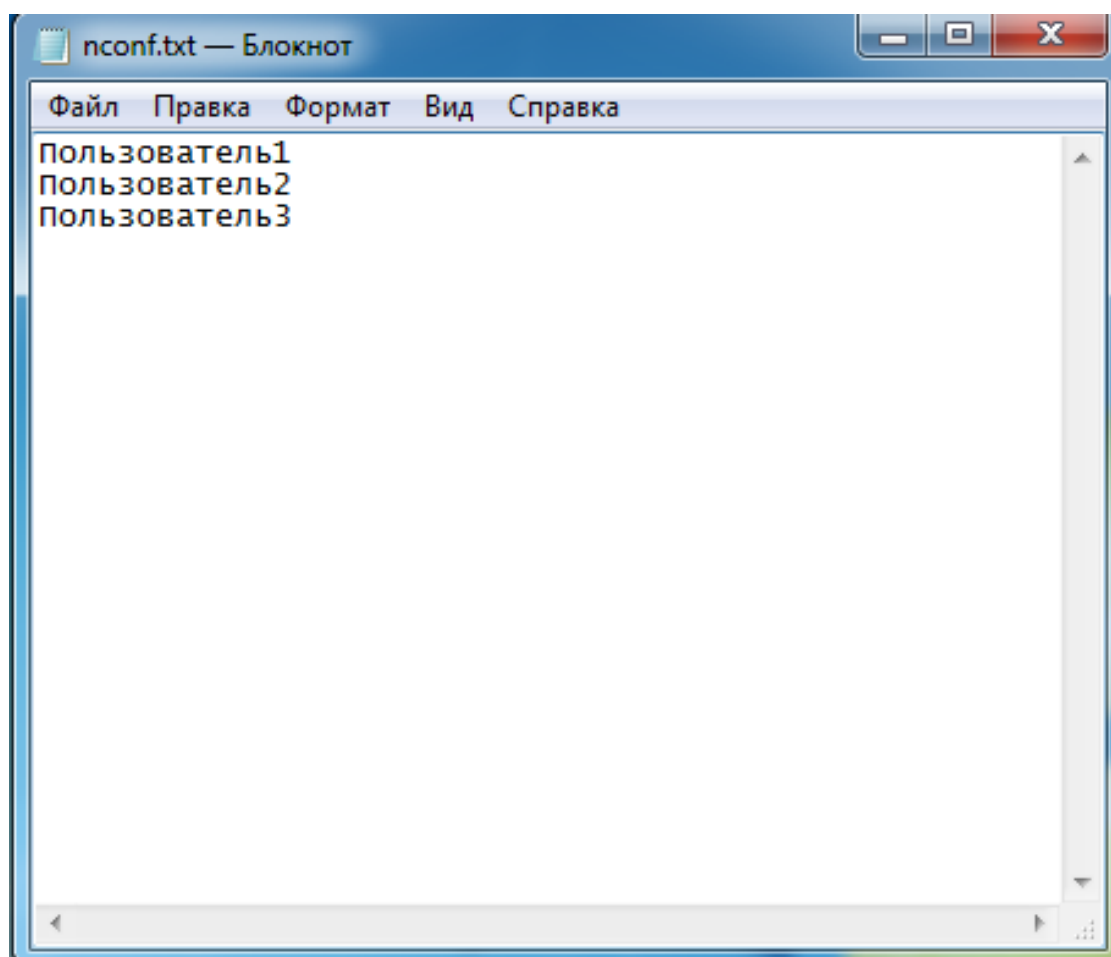 nconf.txt — Блокнот
Файл Правка Формат Вид Справка
Пользователь1
Пользователь2
Пользователь3